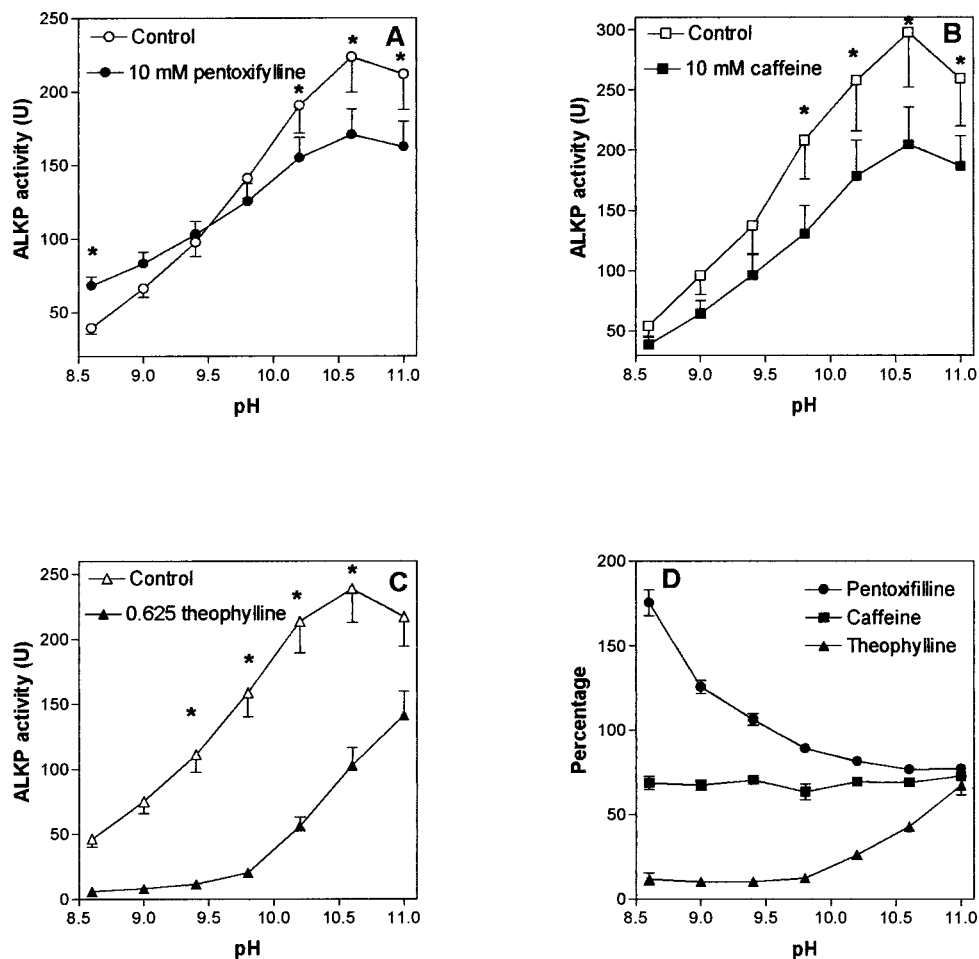 A
Control
10 mM pentoxifylline
ALKP activity (U)
250
200
150
100
50
8.5 9.0 9.5 10.0 10.5 11.0
pH
* * * *
B
Control
10 mM caffeine
ALKP activity (U)
300
250
200
150
100
50
8.5 9.0 9.5 10.0 10.5 11.0
pH
* * * *
C
Control
0.625 theophylline
ALKP activity (U)
250
200
150
100
50
0
8.5 9.0 9.5 10.0 10.5 11.0
pH
* * * *
D
Pentoxifilline
Caffeine
Theophylline
Percentage
200
150
100
50
0
8.5 9.0 9.5 10.0 10.5 11.0
pH